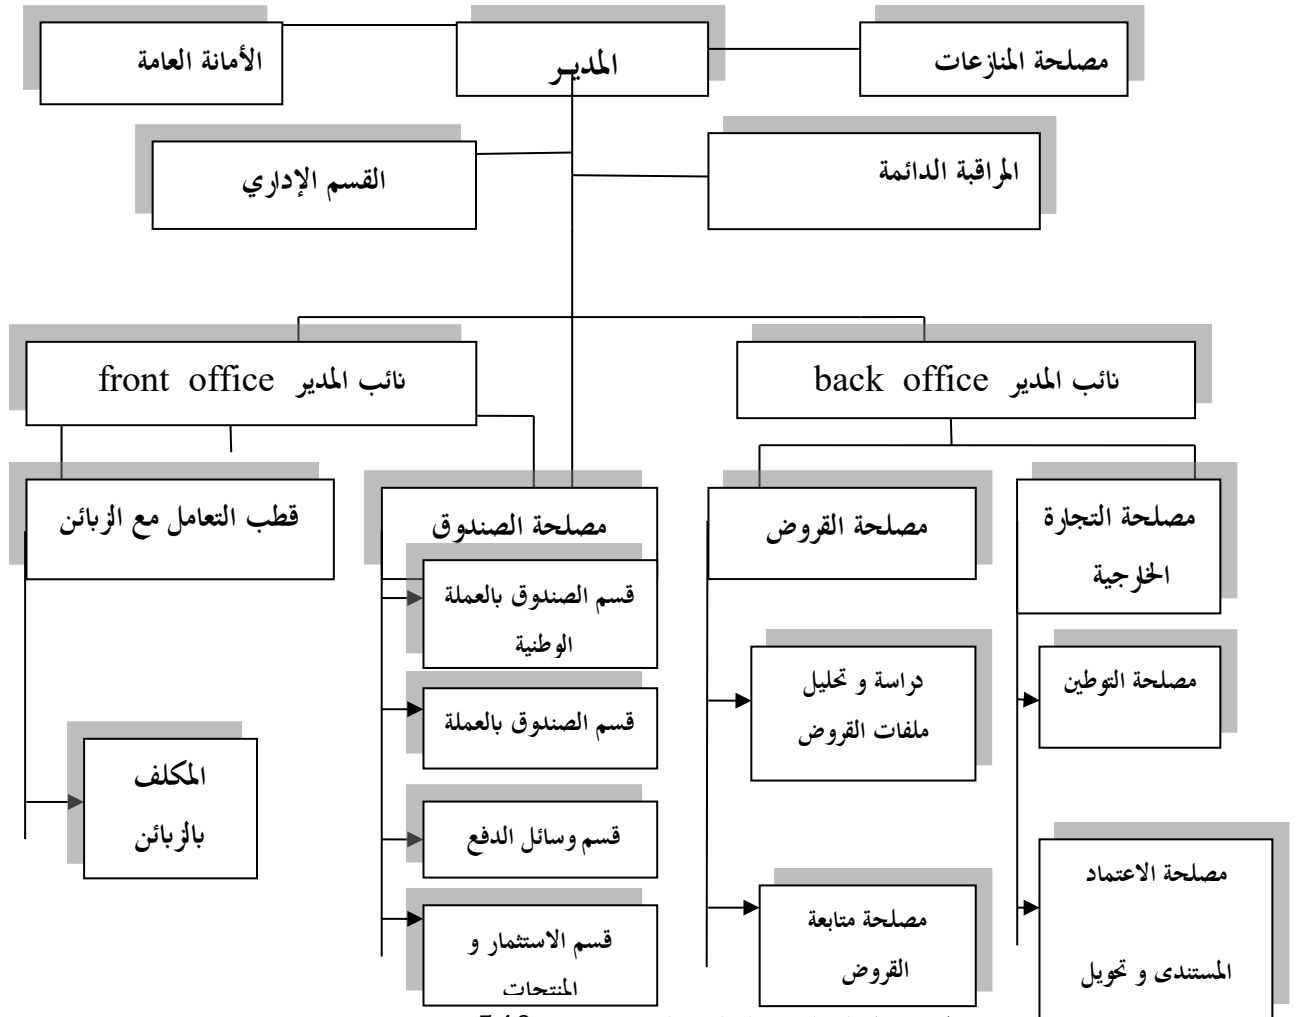 مصلحة المنازعات
المديـر
الأمانة العامة
المراقبة الدائمة
القسم الإداري
نائب المدير back office
نائب المدير front office
مصلحة التجارة
الخارجية
مصلحة القروض
مصلحة الصندوق
قطب التعامل مع الزبائن
قسم الصندوق بالعملة
الوطنية
مصلحة التوطين
دراسة و تحليل
ملفات القروض
قسم الصندوق بالعملة
المكلف
بالزبائن
قسم وسائل الدفع
مصلحة الاعتماد
المستندى و تحويل
مصلحة متابعة
القروض
قسم الاستثمار و
المنتجات